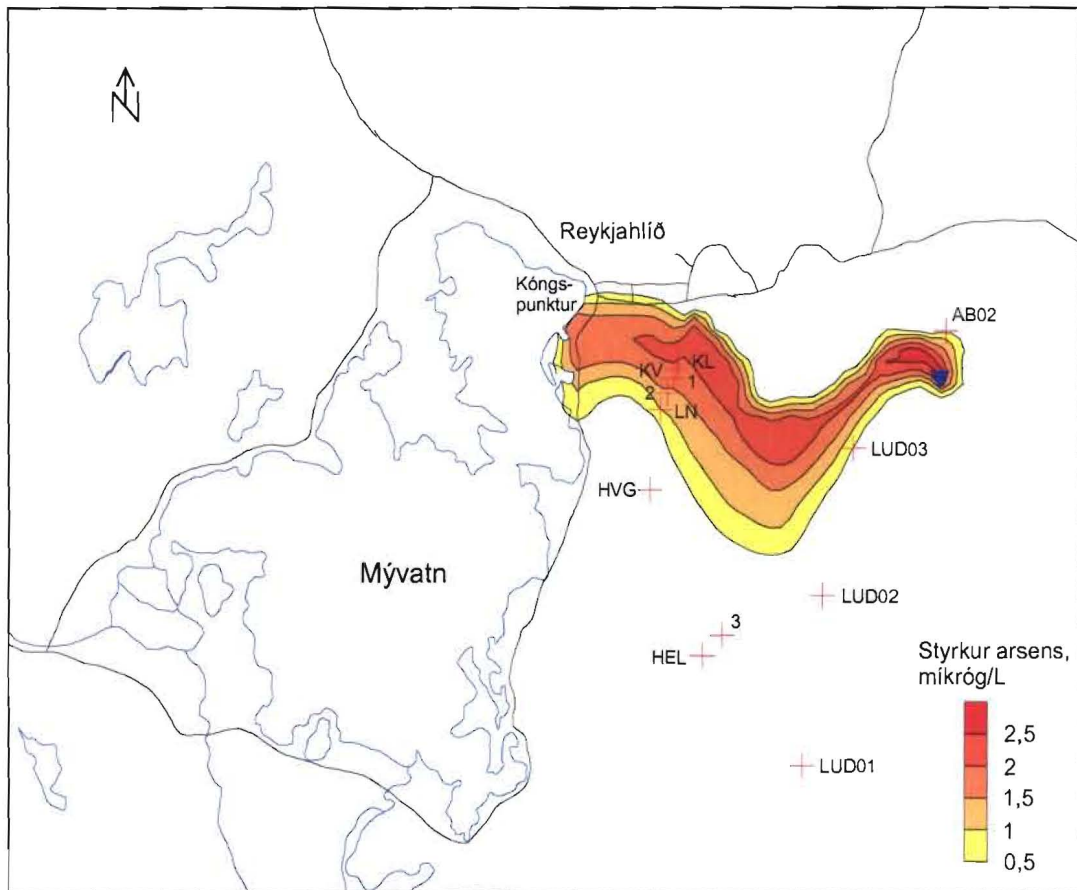 N
Reykjahlíð
Kóngs-
punktur
AB02
KV
KL
1
2
LN
LUD03
HVG
Mývatn
LUD02
3
HEL
LUD01
Styrkur arsens,
míkróg/L
2,5
2
1,5
1
0,5